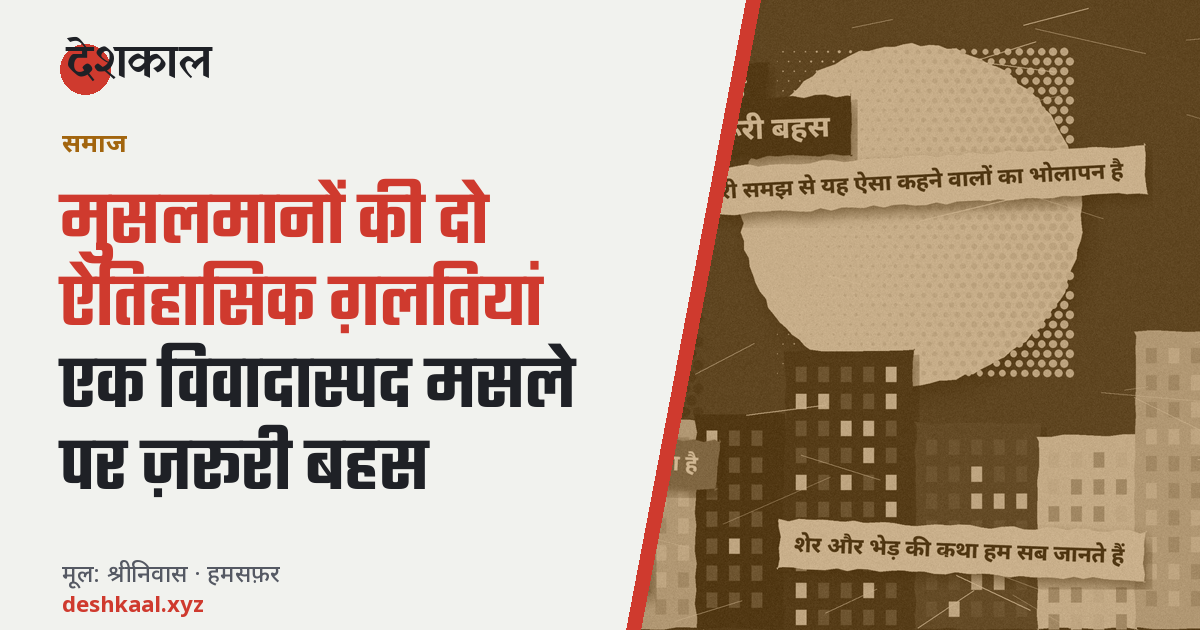 देशकाल
समाज
मुसलमानों की दो
ऐतिहासिक ग़लतियां
एक विवादास्पद मसले
पर ज़रूरी बहस
मूल: श्रीनिवास · हमसफ़र
deshkaal.xyz
बहस
समझ से यह ऐसा कहने वालों का भोलापन है
है
शेर और भेड़ की कथा हम सब जानते हैं